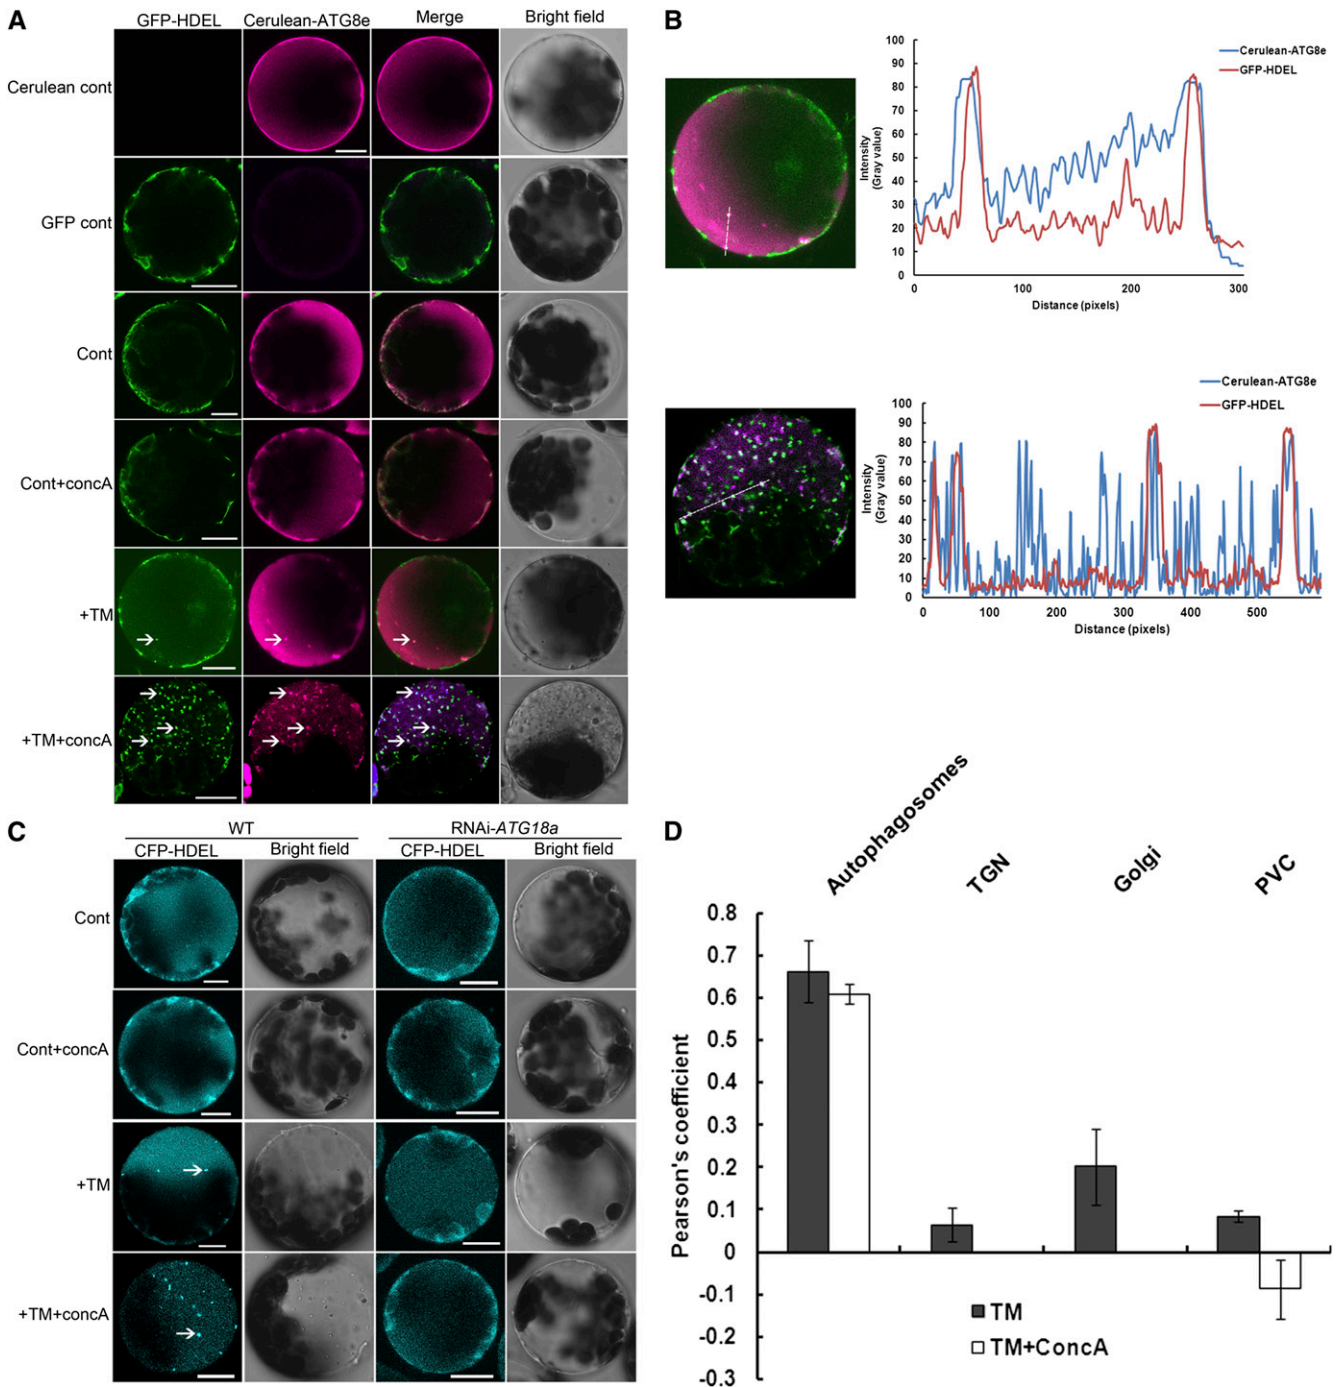 A
GFP-HDEL Cerulean-ATG8e Merge Bright field
Cerulean cont
GFP cont
Cont
Cont+concA
+TM
+TM+concA
B
Cerulean-ATG8e
GFP-HDEL
Intensity
(Gray value)
100
90
80
70
60
50
40
30
20
10
0
0 100 200 300
Distance (pixels)
Cerulean-ATG8e
GFP-HDEL
Intensity
(Gray value)
100
90
80
70
60
50
40
30
20
10
0
0 100 200 300 400 500
Distance (pixels)
C
WT RNAi-ATG18a
CFP-HDEL Bright field CFP-HDEL Bright field
Cont
Cont+concA
+TM
+TM+concA
D
Autophagosomes
TGN
Golgi
PVC
Pearson's coefficient
0.8
0.7
0.6
0.5
0.4
0.3
0.2
0.1
0
-0.1
-0.2
-0.3
TM
TM+ConcA